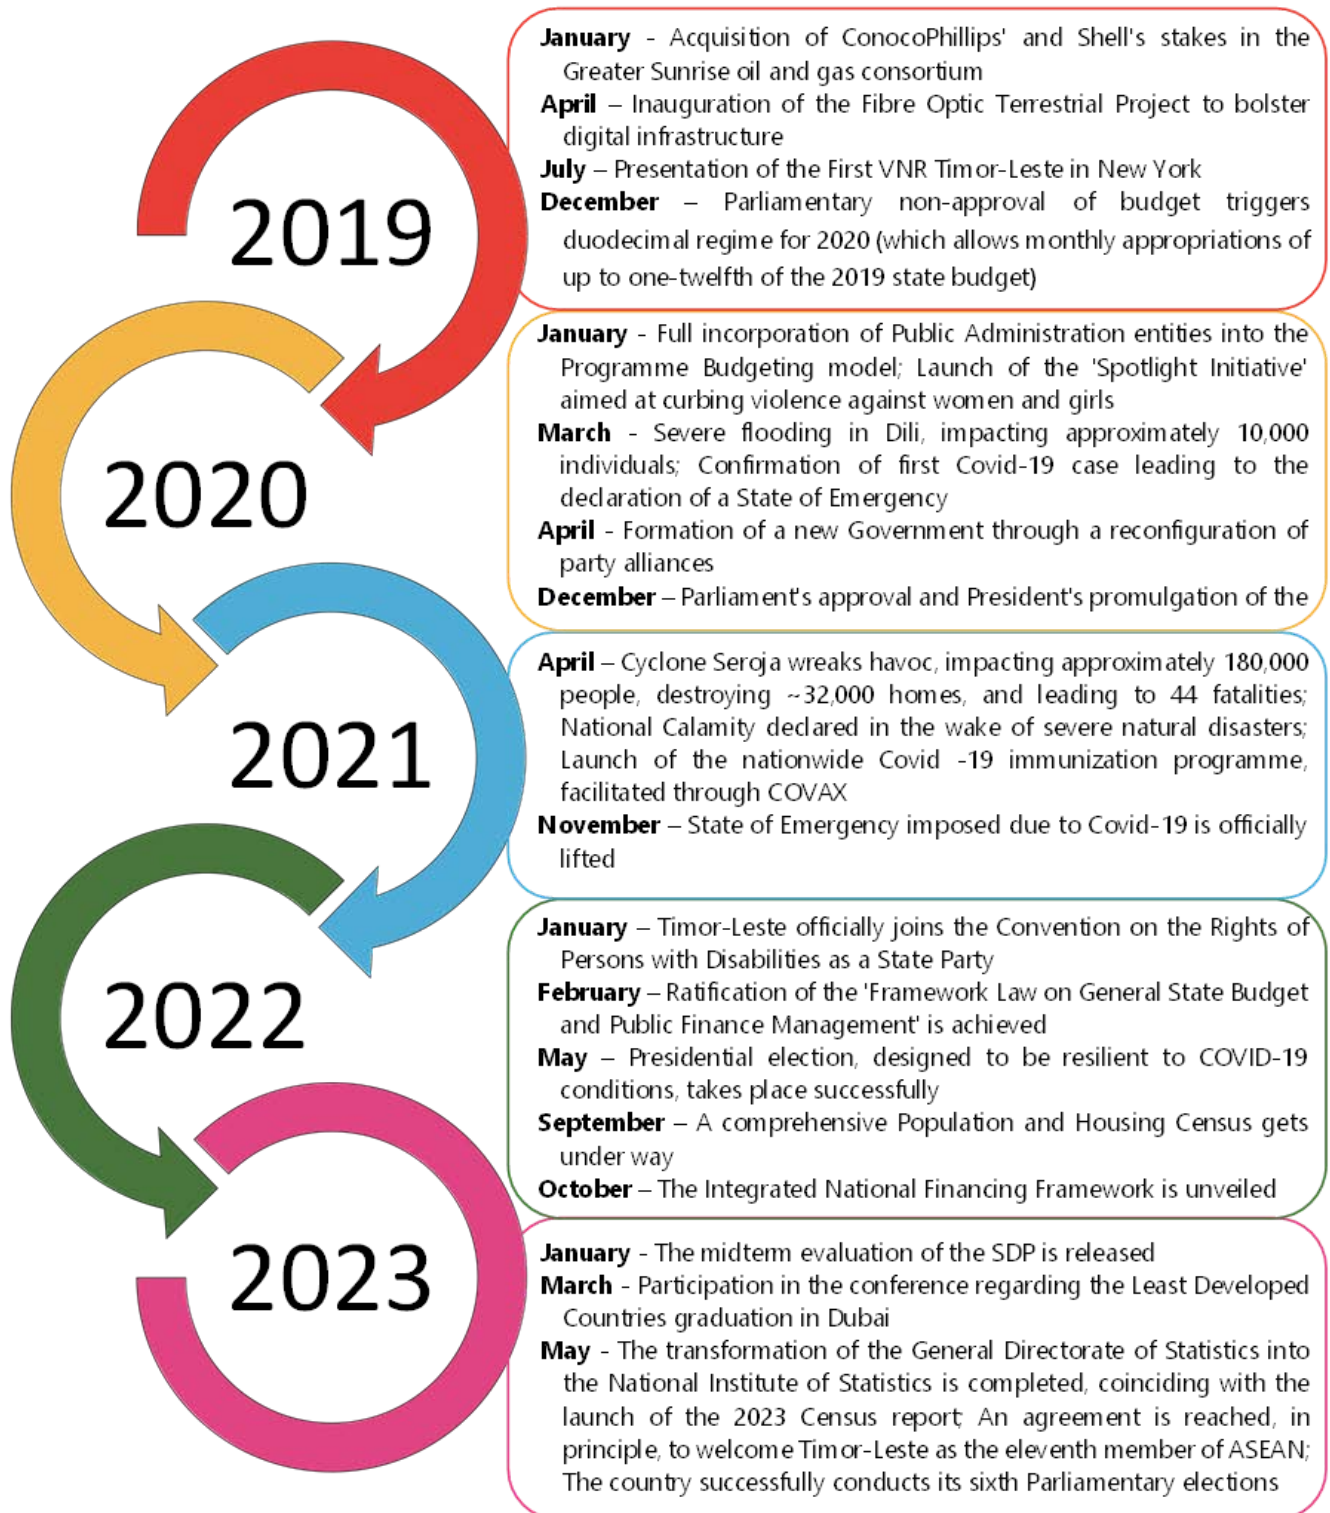 2019
January - Acquisition of ConocoPhillips' and Shell's stakes in the
Greater Sunrise oil and gas consortium
April – Inauguration of the Fibre Optic Terrestrial Project to bolster
digital infrastructure
July – Presentation of the First VNR Timor-Leste in New York
December – Parliamentary non-approval of budget triggers
duodecimal regime for 2020 (which allows monthly appropriations of
up to one-twelfth of the 2019 state budget)
2020
January - Full incorporation of Public Administration entities into the
Programme Budgeting model; Launch of the 'Spotlight Initiative'
aimed at curbing violence against women and girls
March - Severe flooding in Dili, impacting approximately 10,000
individuals; Confirmation of first Covid-19 case leading to the
declaration of a State of Emergency
April - Formation of a new Government through a reconfiguration of
party alliances
December – Parliament's approval and President's promulgation of the
2021
April – Cyclone Seroja wreaks havoc, impacting approximately 180,000
people, destroying ~32,000 homes, and leading to 44 fatalities;
National Calamity declared in the wake of severe natural disasters;
Launch of the nationwide Covid -19 immunization programme,
facilitated through COVAX
November – State of Emergency imposed due to Covid-19 is officially
lifted
2022
January – Timor-Leste officially joins the Convention on the Rights of
Persons with Disabilities as a State Party
February – Ratification of the 'Framework Law on General State Budget
and Public Finance Management' is achieved
May – Presidential election, designed to be resilient to COVID-19
conditions, takes place successfully
September – A comprehensive Population and Housing Census gets
under way
October – The Integrated National Financing Framework is unveiled
2023
January - The midterm evaluation of the SDP is released
March - Participation in the conference regarding the Least Developed
Countries graduation in Dubai
May - The transformation of the General Directorate of Statistics into
the National Institute of Statistics is completed, coinciding with the
launch of the 2023 Census report; An agreement is reached, in
principle, to welcome Timor-Leste as the eleventh member of ASEAN;
The country successfully conducts its sixth Parliamentary elections